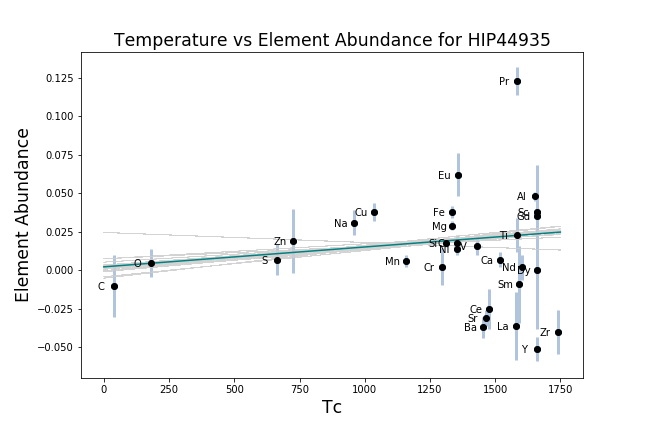 Temperature vs Element Abundance for HIP44935
Element Abundance
0.125
0.100
0.075
0.050
0.025
0.000
−0.025
−0.050
Pr
Eu
Al
Cu
Fe
Sc
Gd
Na
Mg
Ti
Zn
Si
Co
V
Ni
O
S
Mn
Ca
Cr
Nd
Dy
C
Sm
Ce
Sr
Ba
La
Zr
Y
0
250
500
750
1000
1250
1500
1750
Tc